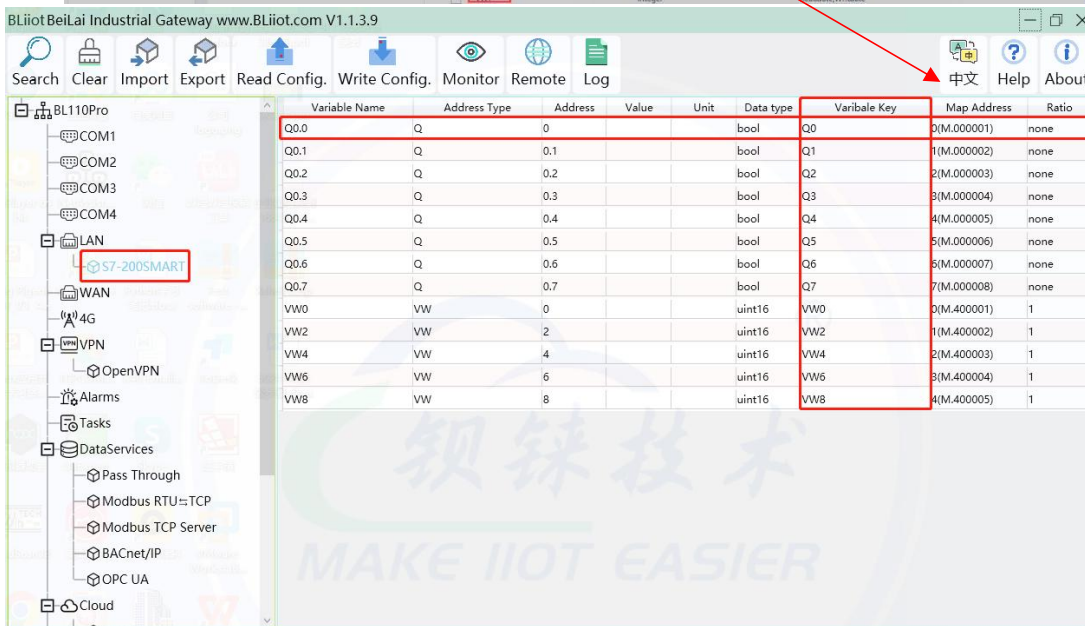 BLiiot BeiLai Industrial Gateway www.BLiiot.com V1.1.3.9
Search Clear Import Export Read Config. Write Config. Monitor Remote Log 中文 Help About
BL110Pro
COM1
COM2
COM3
COM4
LAN
S7-200SMART
WAN
4G
VPN
OpenVPN
Alarms
Tasks
DataServices
Pass Through
Modbus RTU⇆TCP
Modbus TCP Server
BACnet/IP
OPC UA
Cloud
Variable Name Address Type Address Value Unit Data type Varibale Key Map Address Ratio
Q0.0 Q 0 bool Q0 0(M.000001) none
Q0.1 Q 0.1 bool Q1 1(M.000002) none
Q0.2 Q 0.2 bool Q2 2(M.000003) none
Q0.3 Q 0.3 bool Q3 3(M.000004) none
Q0.4 Q 0.4 bool Q4 4(M.000005) none
Q0.5 Q 0.5 bool Q5 5(M.000006) none
Q0.6 Q 0.6 bool Q6 6(M.000007) none
Q0.7 Q 0.7 bool Q7 7(M.000008) none
VW0 VW 0 uint16 VW0 0(M.400001) 1
VW2 VW 2 uint16 VW2 1(M.400002) 1
VW4 VW 4 uint16 VW4 2(M.400003) 1
VW6 VW 6 uint16 VW6 3(M.400004) 1
VW8 VW 8 uint16 VW8 4(M.400005) 1
钡铼技术
MAKE IIOT EASIER